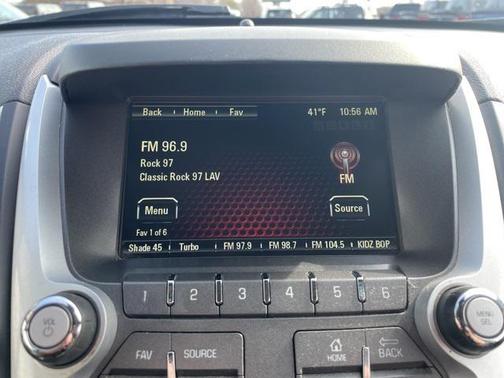 Back Home Fav 41°F 10:56 AM
FM 96.9
Rock 97
Classic Rock 97 LAV
FM
Menu Source
Fav 1 of 6
Shade 45 Turbo FM 97.9 FM 98.7 FM 104.5 KIDZ BOP
1 2 3 4 5 6
VOL
MENU
SEL
FAV SOURCE HOME BACK